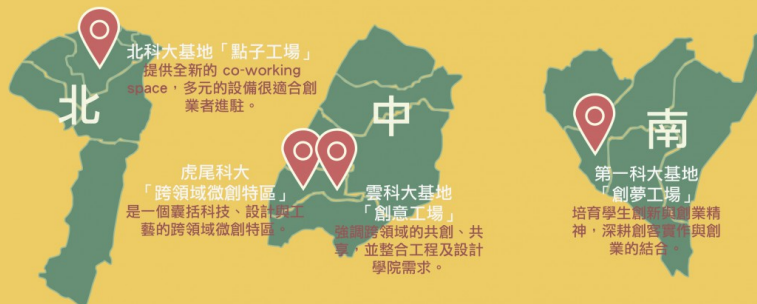 北
北科大基地「點子工場」
提供全新的 co-working
space，多元的設備很適合創
業者進駐。
中
虎尾科大
「跨領域微創特區」
是一個囊括科技、設計與工
藝的跨領域微創特區。
雲科大基地
「創意工場」
強調跨領域的共創、共
享，並整合工程及設計
學院需求。
南
第一科大基地
「創夢工場」
培育學生創新與創業精
神，深耕創客實作與創
業的結合。